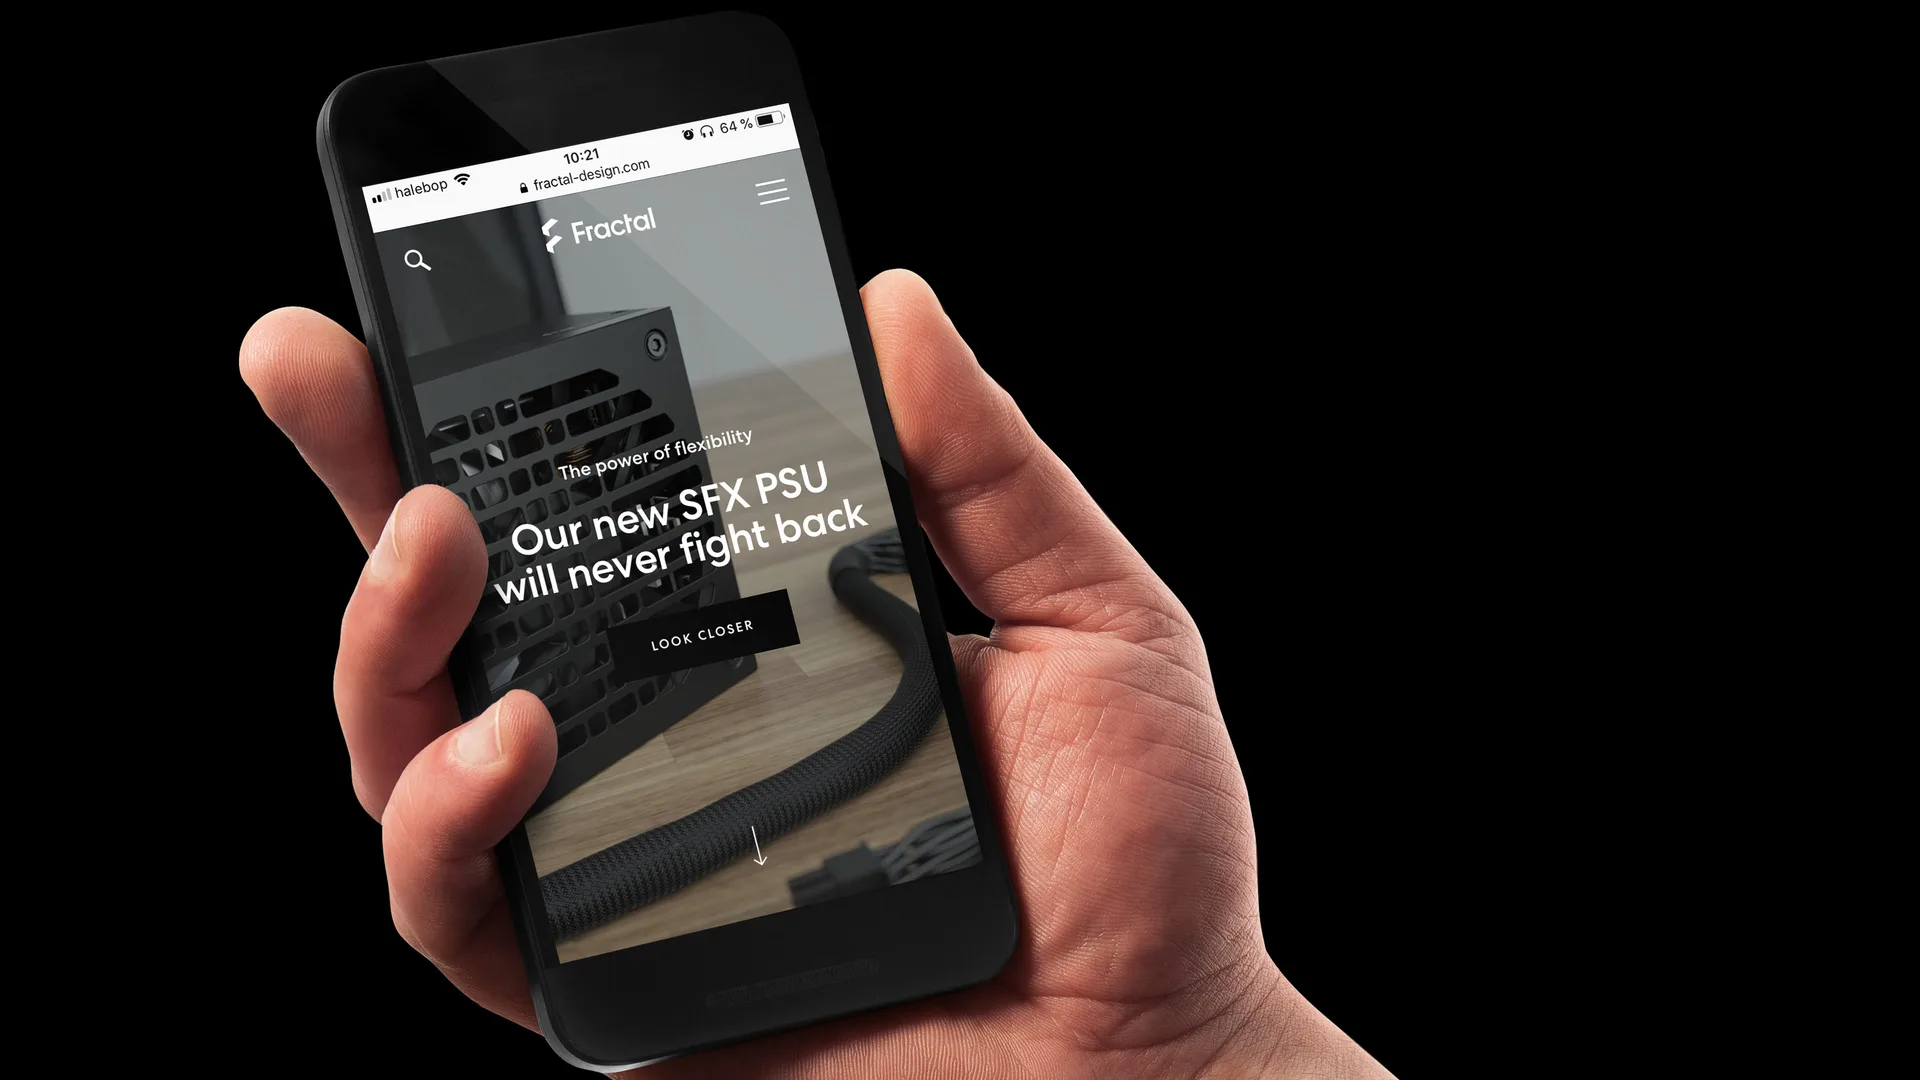 halebop
10:21
64 %
fractal-design.com
Fractal
The power of flexibility
Our new SFX PSU
will never fight back
LOOK CLOSER